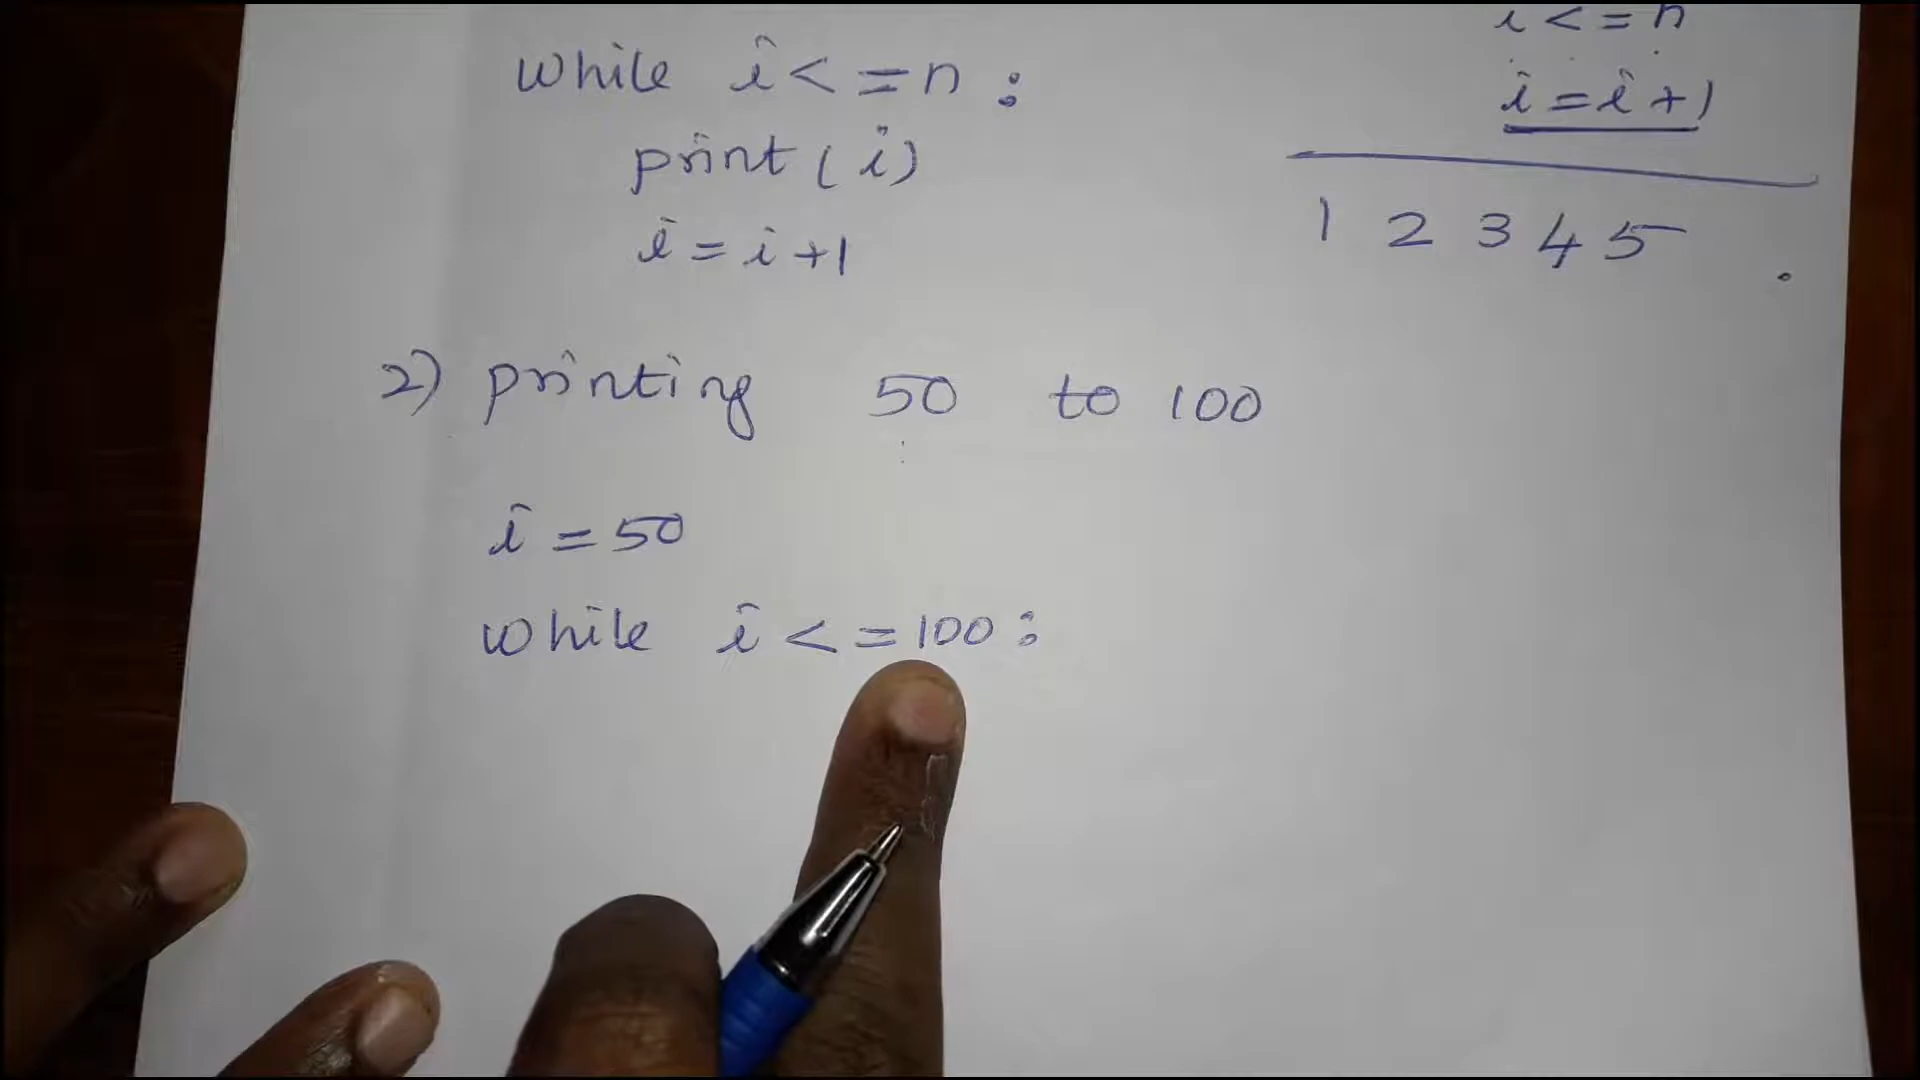 while i<=n:
print(i)
i=i+1
i<=n
i=i+1
1 2 3 4 5
2) printing 50 to 100
i=50
while i<=100: